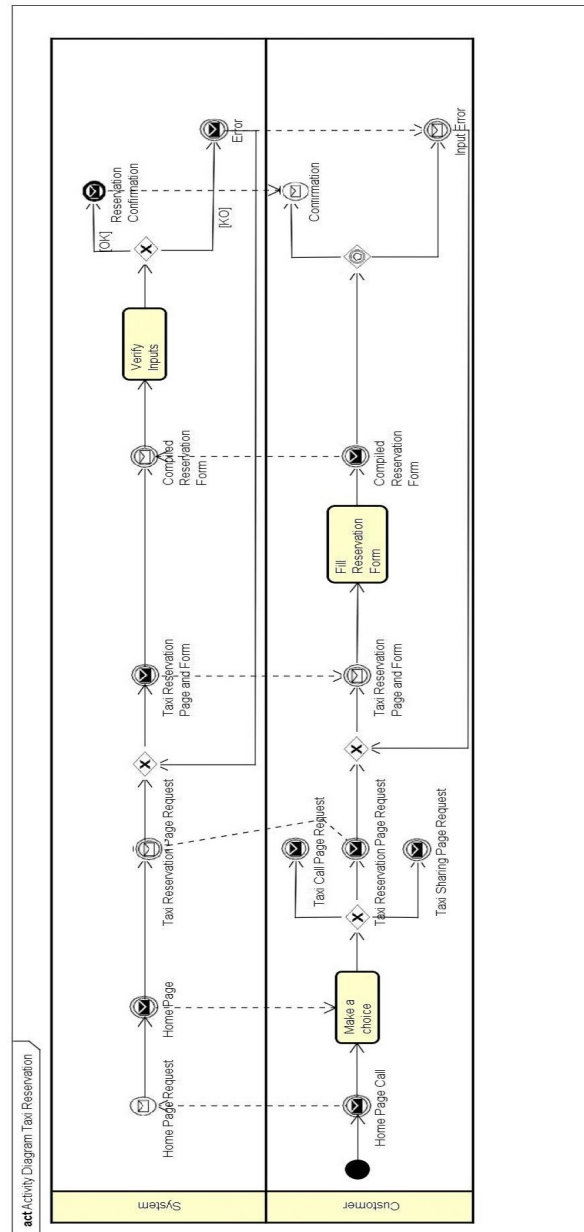 act Activity Diagram Taxi Reservation
System
Home Page Request
Home Page
Taxi Reservation Page Request
Taxi Reservation
Page and Form
Compiled
Reservation
Form
Verify
Inputs
[OK]
[KO]
Reservation
Confirmation
Error
Customer
Home Page Call
Make a
choice
Taxi Call Page Request
Taxi Reservation Page Request
Taxi Sharing Page Request
Taxi Reservation
Page and Form
Fill
Reservation
Form
Compiled
Reservation
Form
Comirmation
Input Error